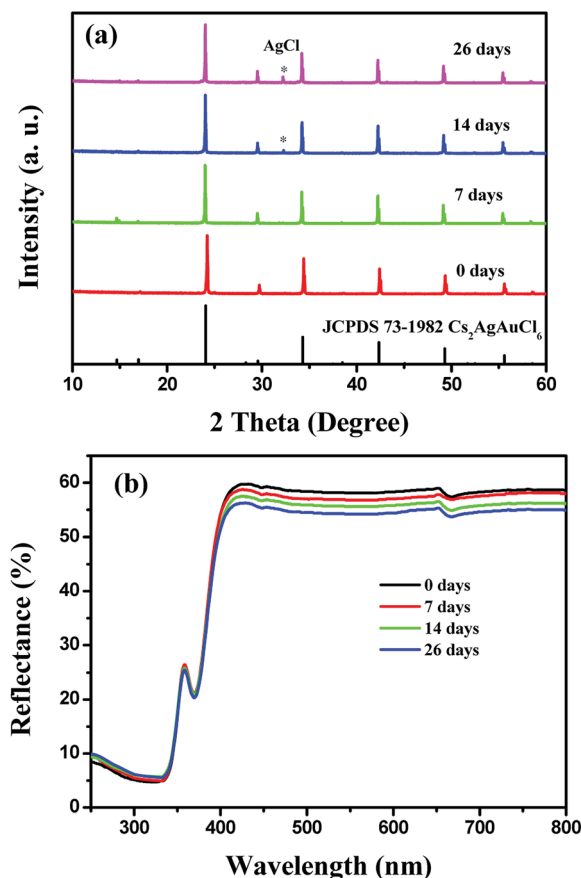 (a)
AgCl
*
26 days
*
14 days
7 days
0 days
JCPDS 73-1982 Cs₂AgAuCl₆
Intensity (a. u.)
10 20 30 40 50 60
2 Theta (Degree)
(b)
60
50
40
30
20
10
0
Reflectance (%)
0 days
7 days
14 days
26 days
300 400 500 600 700 800
Wavelength (nm)